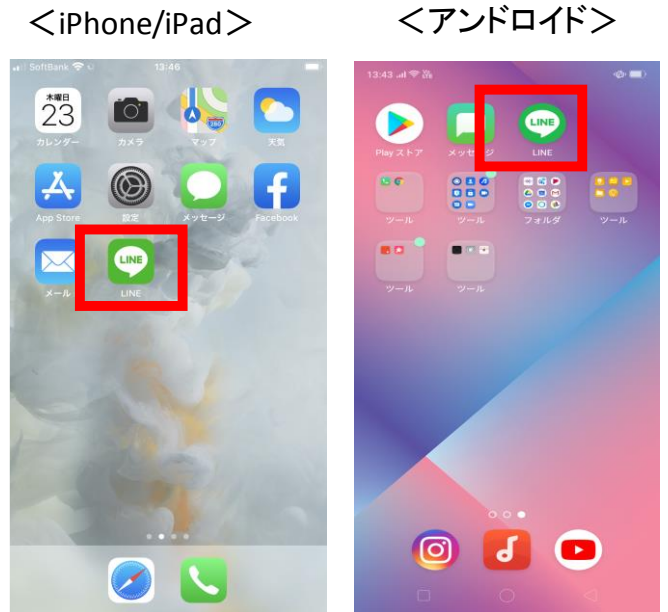 ＜iPhone/iPad＞
SoftBank 13:46
木曜日
23
カレンダー カメラ マップ 天気
App Store 設定 メッセージ Facebook
LINE
メール LINE
＜アンドロイド＞
13:43
LINE
Play ストア メッセージ LINE
ツール ツール フォルダ ツール
ツール ツール